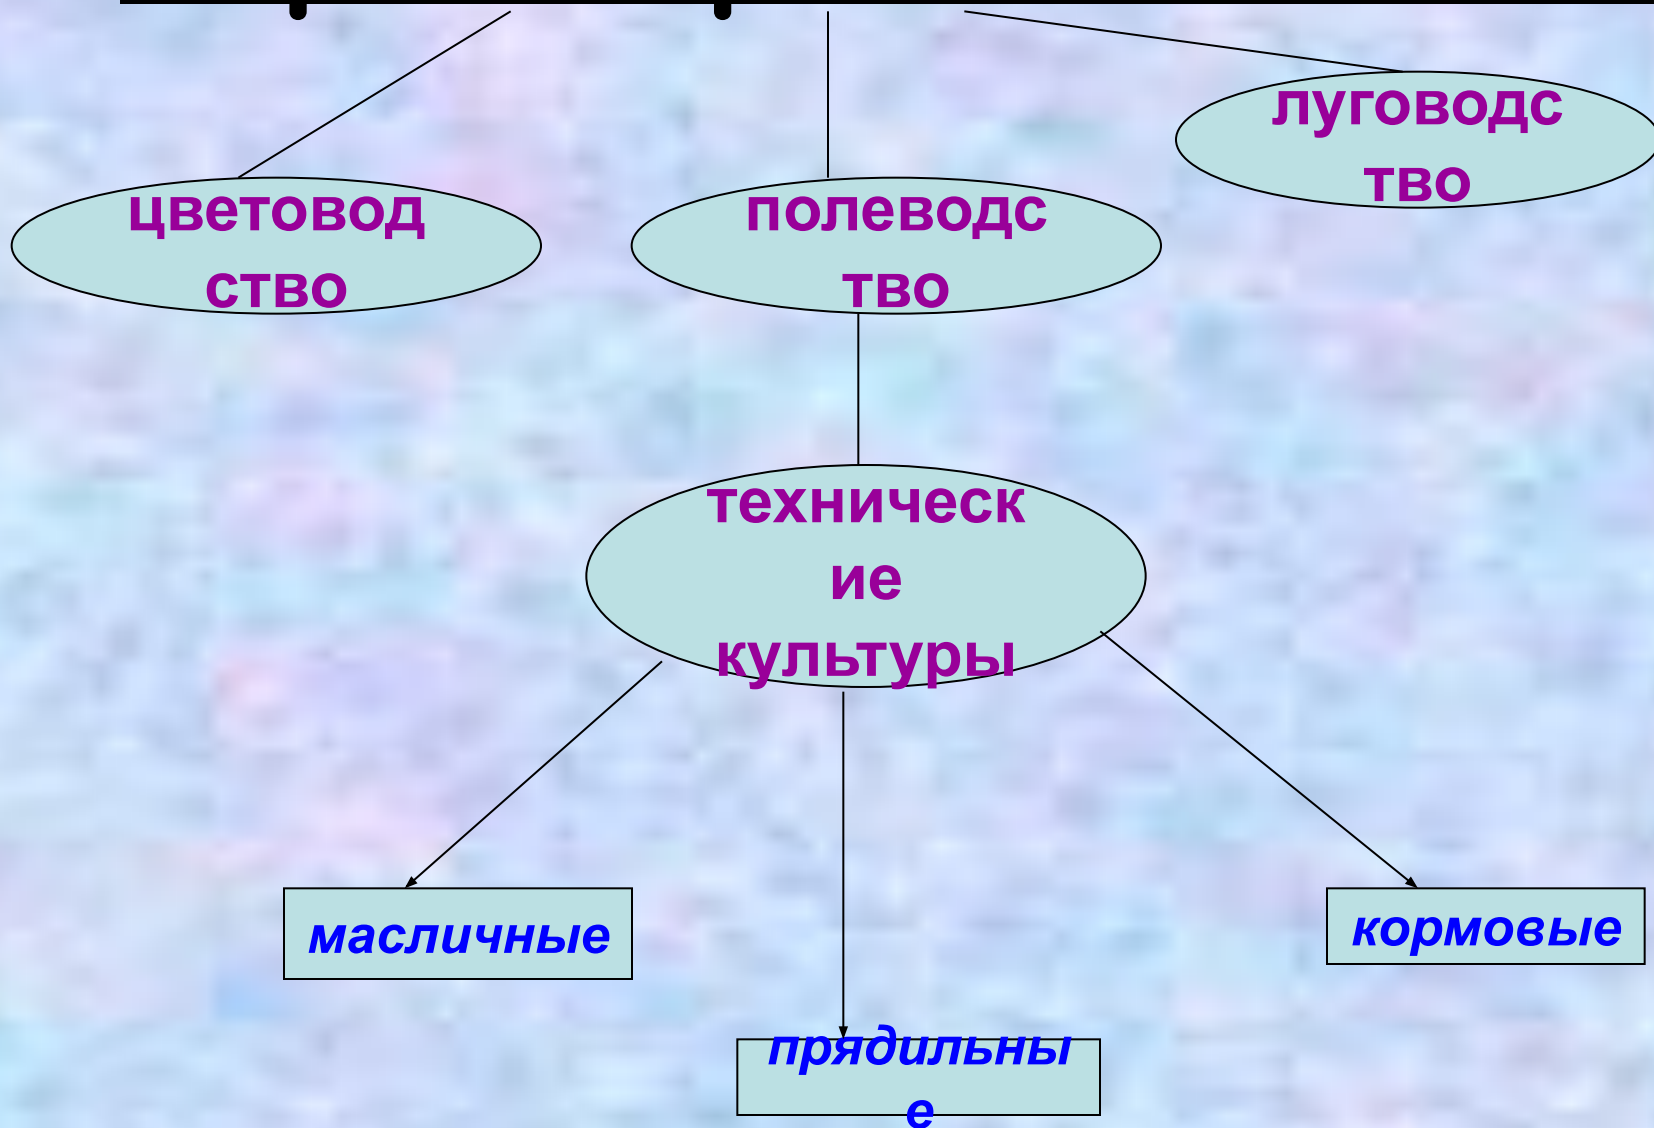 луговодс
тво
цветовод
ство
полеводс
тво
техническ
ие
культуры
масличные
кормовые
прядильны
е